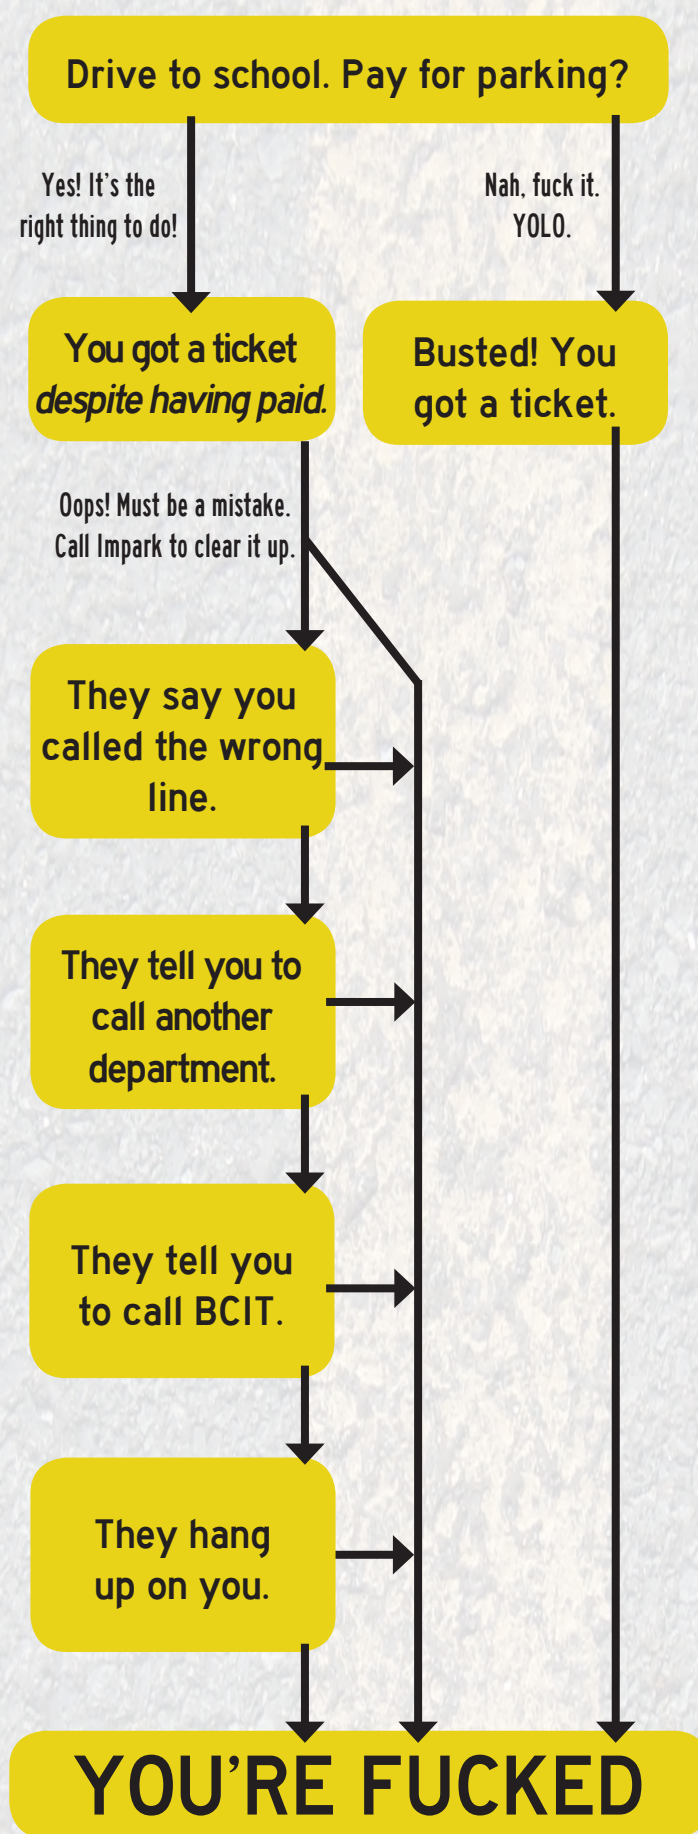 Drive to school. Pay for parking?
Yes! It's the
right thing to do!
Nah, fuck it.
YOLO.
You got a ticket
despite having paid.
Busted! You
got a ticket.
Oops! Must be a mistake.
Call Impark to clear it up.
They say you
called the wrong
line.
They tell you to
call another
department.
They tell you
to call BCIT.
They hang
up on you.
YOU'RE FUCKED